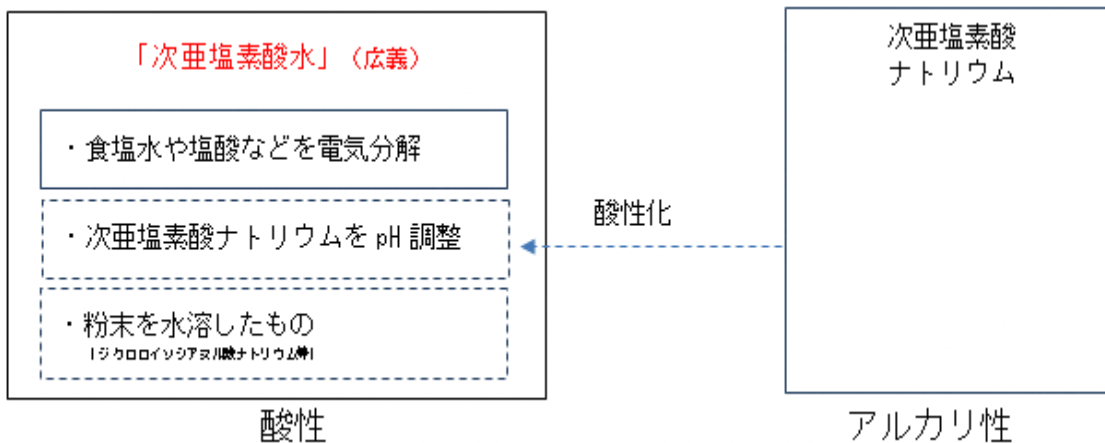 「次亜塩素酸水」（広義）
・食塩水や塩酸などを電気分解
・次亜塩素酸ナトリウムをpH調整
・粉末を水溶したもの
（ジクロロイソシアヌル酸ナトリウム等）
酸性
酸性化
次亜塩素酸
ナトリウム
アルカリ性